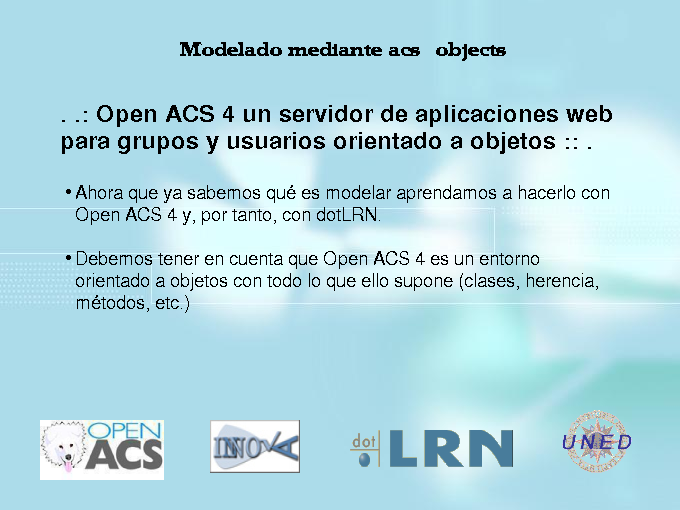 Modelado mediante acs objects
. .: Open ACS 4 un servidor de aplicaciones web
para grupos y usuarios orientado a objetos :: .
• Ahora que ya sabemos qué es modelar aprendamos a hacerlo con
Open ACS 4 y, por tanto, con dotLRN.
• Debemos tener en cuenta que Open ACS 4 es un entorno
orientado a objetos con todo lo que ello supone (clases, herencia,
métodos, etc.)
OPEN
ACS
INNOVA
dot LRN
UNED